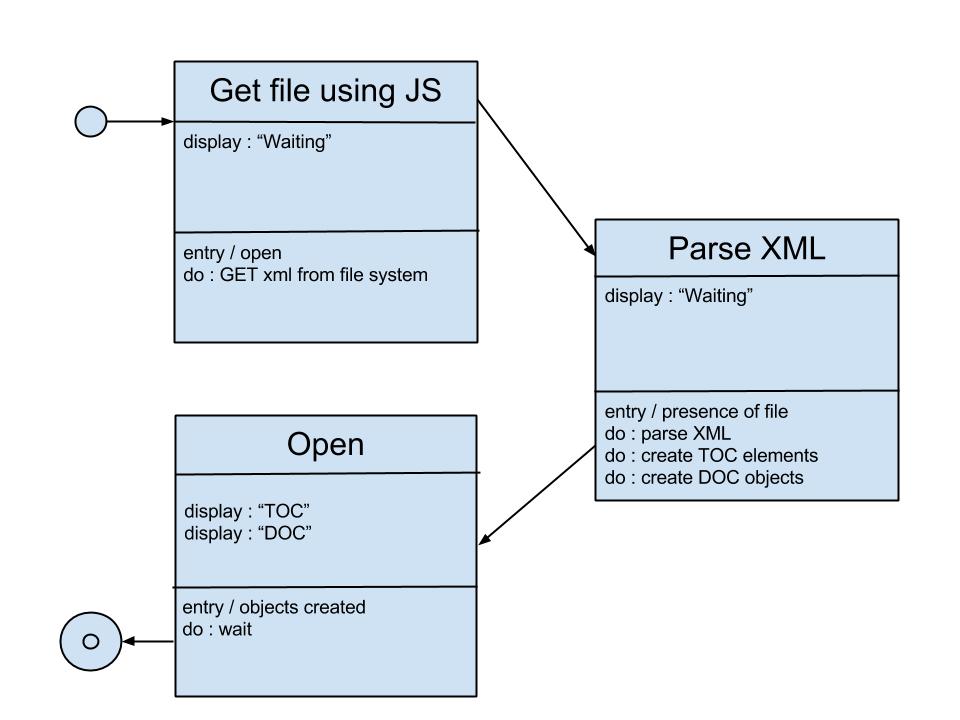 Get file using JS
display : “Waiting”
entry / open
do : GET xml from file system
Parse XML
display : “Waiting”
entry / presence of file
do : parse XML
do : create TOC elements
do : create DOC objects
Open
display : “TOC”
display : “DOC”
entry / objects created
do : wait